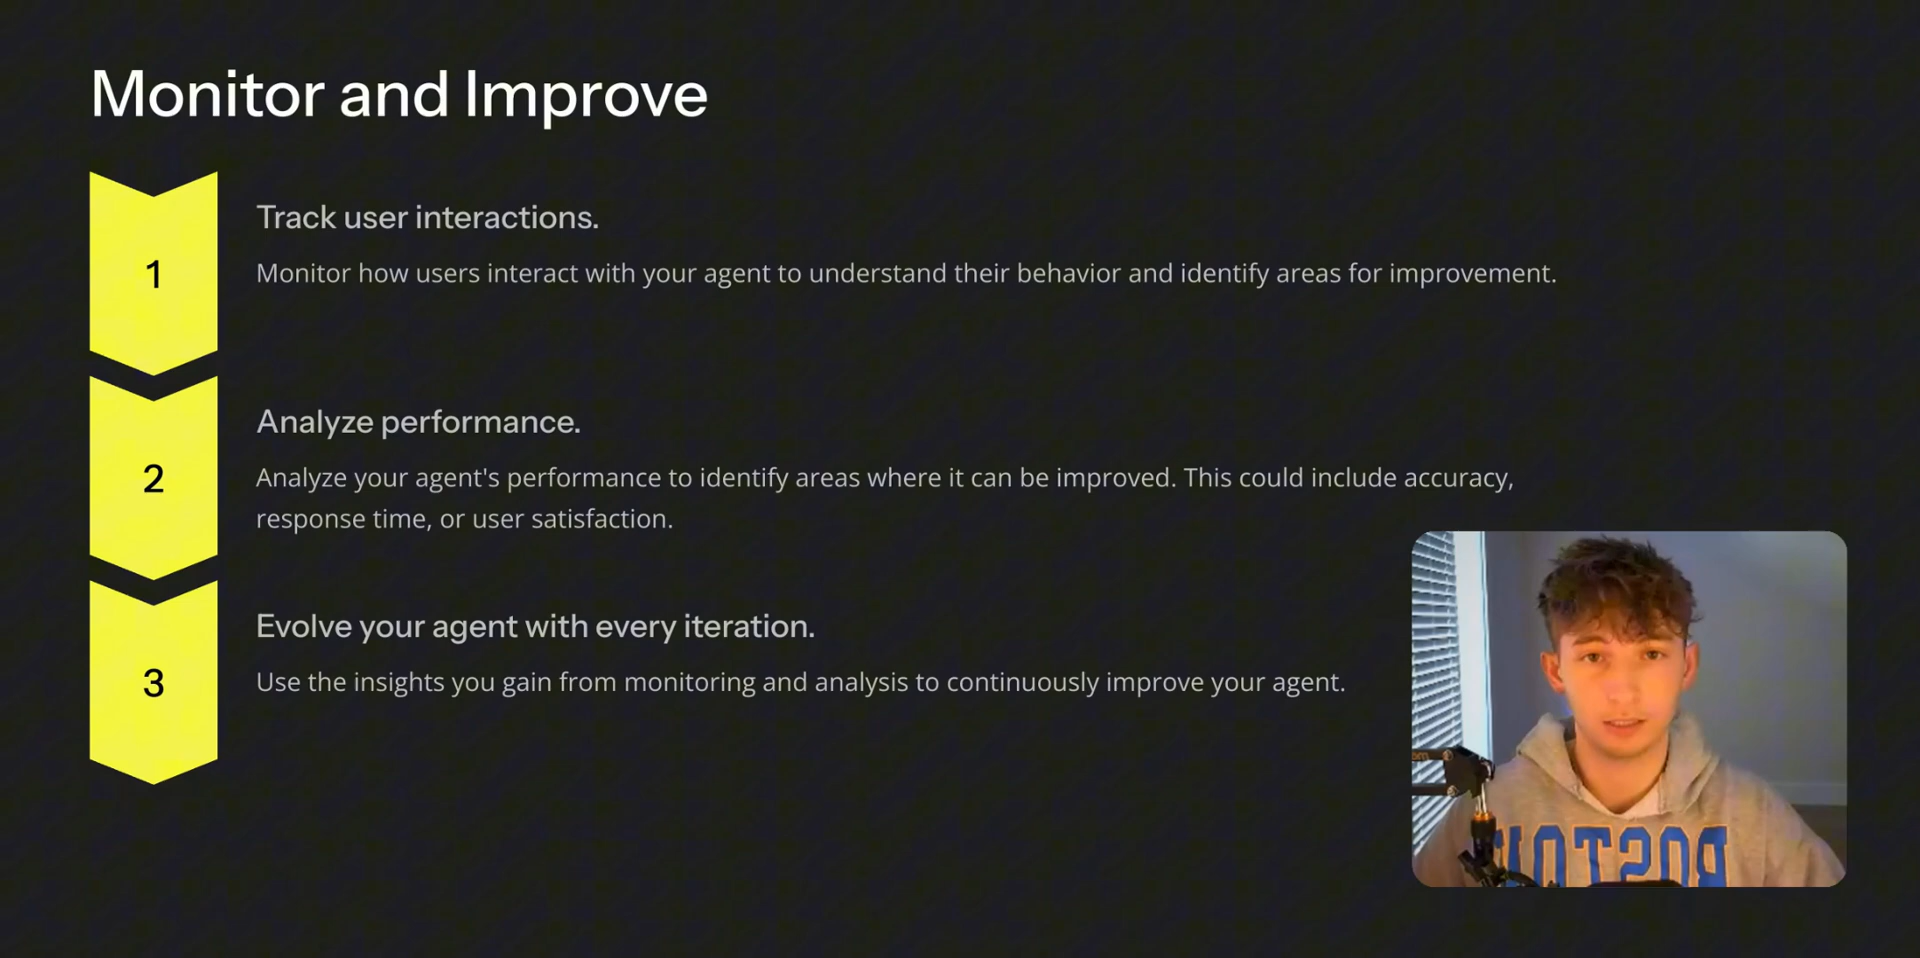 Monitor and Improve
1
Track user interactions.
Monitor how users interact with your agent to understand their behavior and identify areas for improvement.
2
Analyze performance.
Analyze your agent's performance to identify areas where it can be improved. This could include accuracy,
response time, or user satisfaction.
3
Evolve your agent with every iteration.
Use the insights you gain from monitoring and analysis to continuously improve your agent.
BOSTON